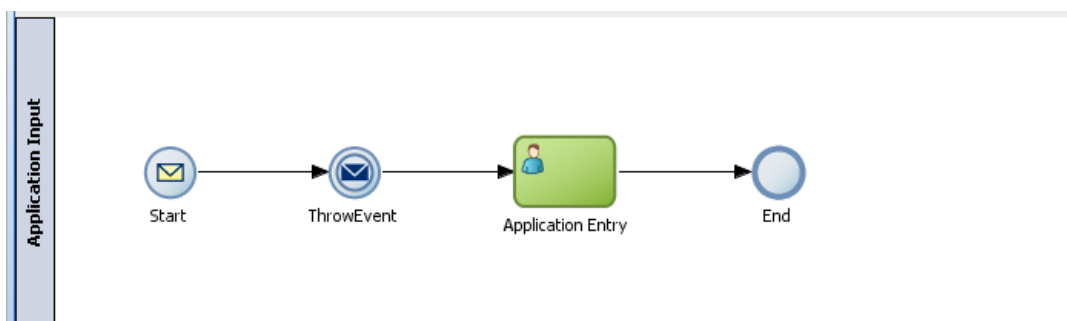 Application Input
Start
ThrowEvent
Application Entry
End